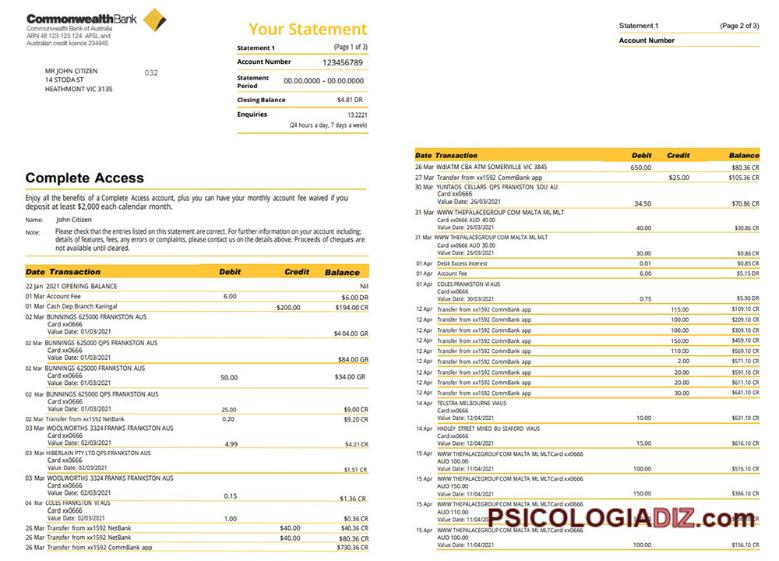 CommonwealthBank
Commonwealth Bank of Australia
ABN 48 123 123 124 AFSL and
Australian credit licence 234945
MR JOHN CITIZEN 032
14 STODA ST
HEATHMONT VIC 3135
Your Statement
Statement 1 (Page 1 of 3)
Account Number 123456789
Statement Period 00.00.0000 – 00.00.0000
Closing Balance $4.81 DR
Enquiries 13 2221
(24 hours a day, 7 days a week)
Complete Access
Enjoy all the benefits of a Complete Access account, plus you can have your monthly account fee waived if you
deposit at least $2,000 each calendar month.
Name: John Citizen
Note: Please check that the entries listed on this statement are correct. For further information on your account including;
details of features, fees, any errors or complaints, please contact us on the details above. Proceeds of cheques are
not available until cleared.
Date Transaction Debit Credit Balance
22 Jan 2021 OPENING BALANCE Nil
01 Mar Account Fee 6.00 $6.00 DR
01 Mar Cash Dep Branch Karingal $200.00 $194.00 CR
02 Mar BUNNINGS 625000 FRANKSTON AUS
Card xx0666
Value Date: 01/03/2021 $4404.00 GR
02 Mar BUNNINGS 625000 QPS FRANKSTON AUS
Card xx0666
Value Date: 01/03/2021 $84.00 GR
02 Mar BUNNINGS 625000 FRANKSTON AUS
Card xx0666
Value Date: 01/03/2021 50.00 $34.00 GR
02 Mar BUNNINGS 625000 QPS FRANKSTON AUS
Card xx0666
Value Date: 01/03/2021 25.00 $9.00 CR
02 Mar Transfer from xx1592 NetBank 0.20 $9.20 CR
03 Mar WOOLWORTHS 3324 FRANKS FRANKSTON AUS
Card xx0666
Value Date: 02/03/2021 4.99 $4.21 CR
03 Mar HIBERLAIN PTY LTD QPS FRANKSTON AUS
Card xx0666
Value Date: 02/03/2021 $1.51 CR
03 Mar WOOLWORTHS 3324 FRANKS FRANKSTON AUS
Card xx0666
Value Date: 02/03/2021 0.15 $1.36 CR
04 Mar COLES FRANKSTON VI AUS
Card xx0666
Value Date: 02/03/2021 1.00 $0.36 CR
26 Mar Transfer from xx1592 NetBank $40.00 $40.36 CR
26 Mar Transfer from xx1592 NetBank $40.00 $80.36 CR
26 Mar Transfer from xx1592 CommBank app $730.36 CR
Statement 1 (Page 2 of 3)
Account Number
Date Transaction Debit Credit Balance
26 Mar WdlATM CBA ATM SOMERVILLE VIC 3845 650.00 $80.36 CR
27 Mar Transfer from xx1592 CommBank app $25.00 $105.36 CR
30 Mar YUNTAOS CELLARS QPS FRANKSTON SOU AU
Card xx0666
Value Date: 26/03/2021 34.50 $70.86 CR
31 Mar WWW THEPALACEGROUP COM MALTA ML MLT
Card xx0666 AUD 40.00
Value Date: 26/03/2021 40.00 $30.86 CR
31 Mar WWW THEPALACEGROUP COM MALTA ML MLT
Card xx0666 AUD 30.00
Value Date: 26/03/2021 30.00 $0.86 CR
01 Apr Debit Excess Interest 0.01 $0.85 CR
01 Apr Account Fee 6.00 $5.15 DR
01 Apr COLES FRANKSTON VI AUS
Card xx0666
Value Date: 30/03/2021 0.75 $5.90 DR
12 Apr Transfer from xx1592 CommBank app 115.00 $109.10 CR
12 Apr Transfer from xx1592 CommBank app 100.00 $209.10 CR
12 Apr Transfer from xx1592 CommBank app 100.00 $309.10 CR
12 Apr Transfer from xx1592 CommBank app 150.00 $459.10 CR
12 Apr Transfer from xx1592 CommBank app 110.00 $569.10 CR
12 Apr Transfer from xx1592 CommBank app 2.00 $571.10 CR
12 Apr Transfer from xx1592 CommBank app 20.00 $591.10 CR
12 Apr Transfer from xx1592 CommBank app 20.00 $611.10 CR
12 Apr Transfer from xx1592 CommBank app 30.00 $641.10 CR
14 Apr TELSTRA MELBOURNE VIAUS
Card xx0666
Value Date: 12/04/2021 10.00 $631.10 CR
14 Apr HADLEY STREET MIXED BU SEAFORD VIAUS
Card xx0666
Value Date: 12/04/2021 15.00 $616.10 CR
15 Apr WWW THEPALACEGROUP COM MALTA ML MLTCard xx0666
AUD 100.00
Value Date: 11/04/2021 100.00 $516.10 CR
15 Apr WWW THEPALACEGROUP COM MALTA ML MLTCard xx0666
AUD 150.00
Value Date: 11/04/2021 150.00 $366.10 CR
15 Apr WWW THEPALACEGROUP COM MALTA ML MLTCard xx0666
AUD 110.00
Value Date: 11/04/20
15 Apr WWW THEPALACEGROUP COM MALTA ML MLTCard xx0666
AUD 100.00
Value Date: 11/04/2021 100.00 $156.10 CR
PSICOLOGIADIZ.com